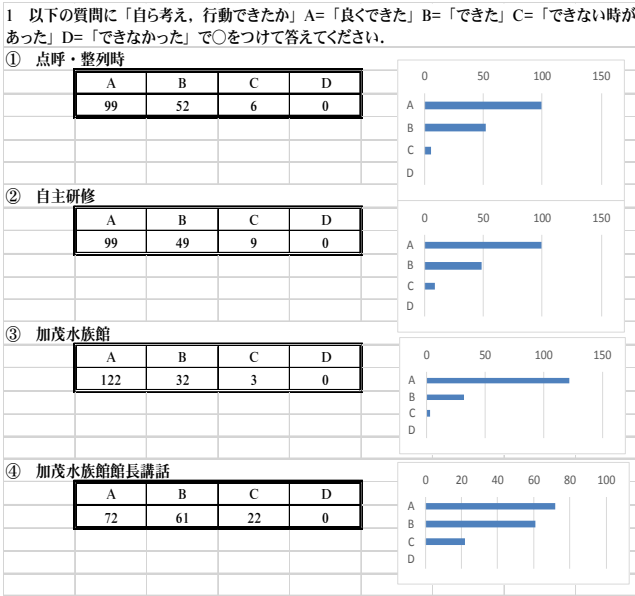 1 以下の質問に「自ら考え，行動できたか」A=「良くできた」B=「できた」C=「できない時が
あった」D=「できなかった」で○をつけて答えてください．
① 点呼・整列時
A B C D
99 52 6 0
0 50 100 150
A
B
C
D
② 自主研修
A B C D
99 49 9 0
0 50 100 150
A
B
C
D
③ 加茂水族館
A B C D
122 32 3 0
0 50 100 150
A
B
C
D
④ 加茂水族館館長講話
A B C D
72 61 22 0
0 20 40 60 80 100
A
B
C
D